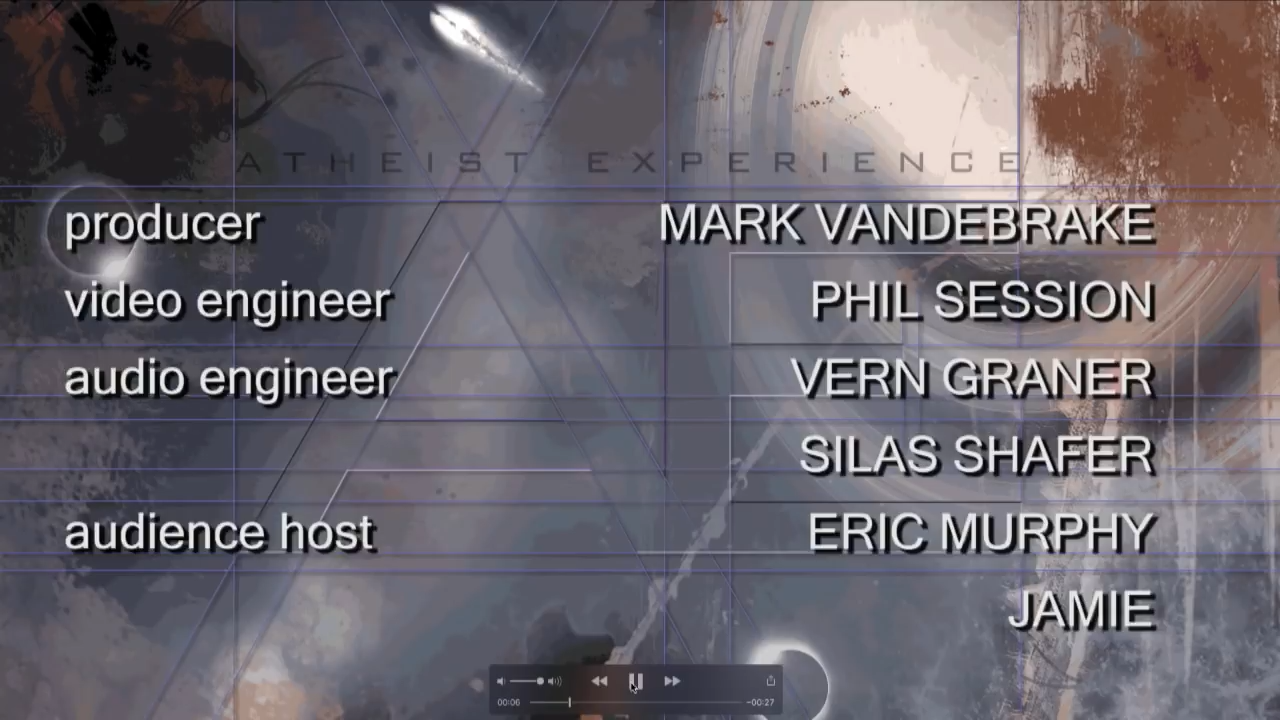 ATHEIST EXPERIENCE
producer MARK VANDEBRAKE
video engineer PHIL SESSION
audio engineer VERN GRANER
SILAS SHAFER
audience host ERIC MURPHY
JAMIE
00:06 -00:27